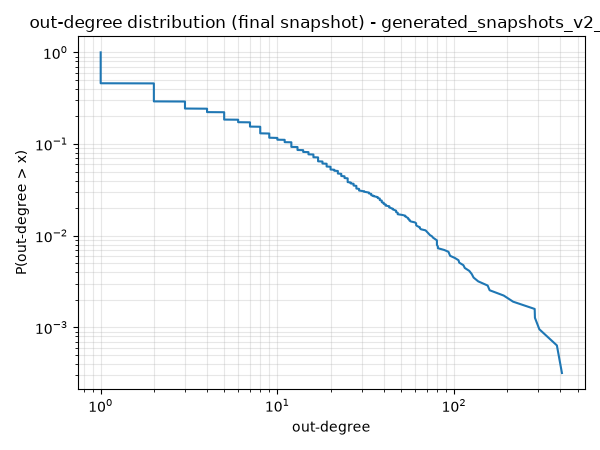 out-degree distribution (final snapshot) - generated_snapshots_v2_
P(out-degree > x)
10⁰
10⁻¹
10⁻²
10⁻³
10⁰ 10¹ 10²
out-degree